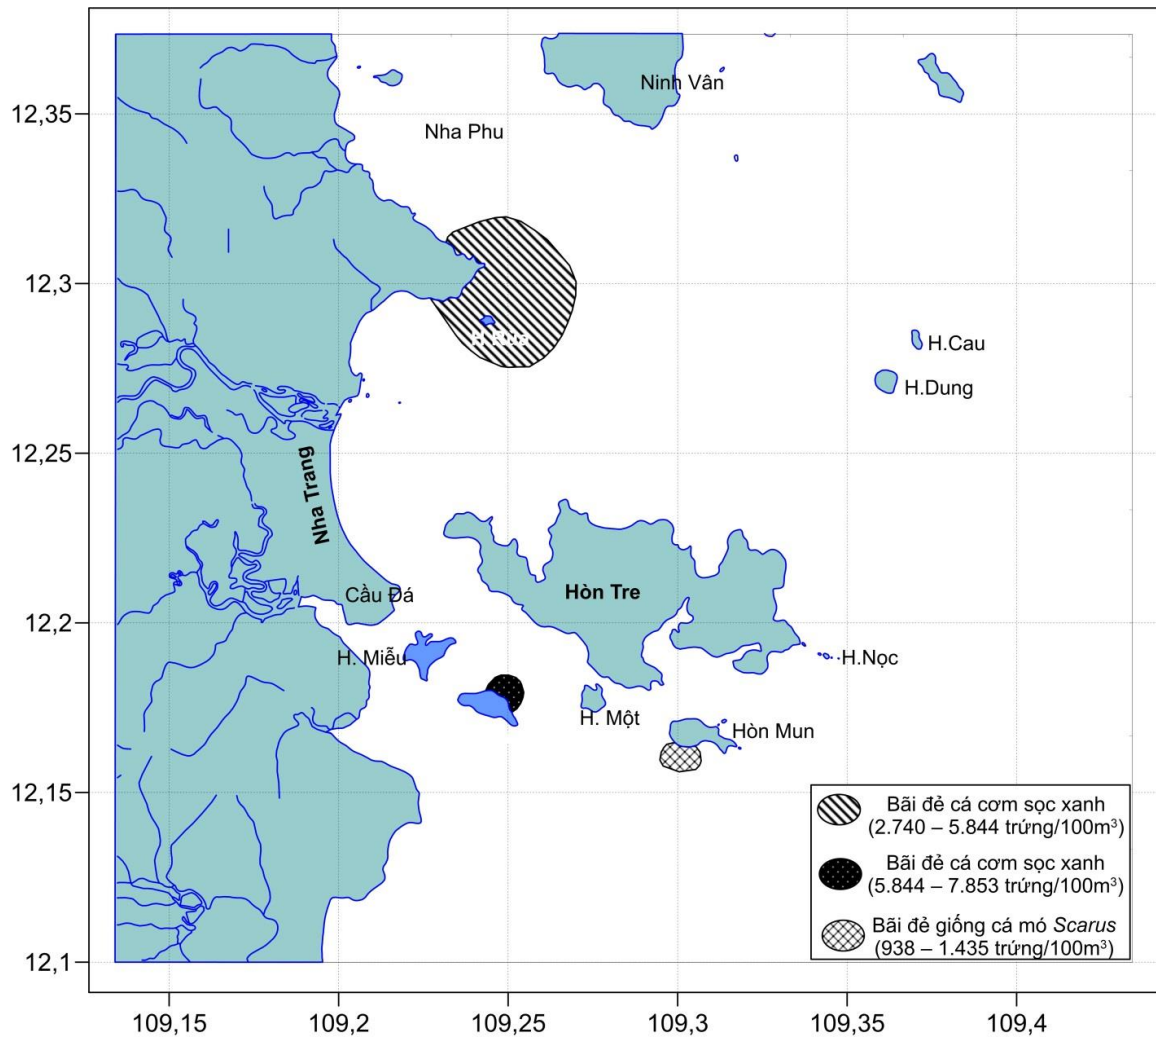 12,35
12,3
12,25
12,2
12,15
12,1
Ninh Vân
Nha Phu
H Rùa
H.Cau
H.Dung
Nha Trang
Cầu Đá
Hòn Tre
H. Miễu
H.Nọc
H. Một
Hòn Mun
Bãi đẻ cá cơm sọc xanh
(2.740 – 5.844 trứng/100m³)
Bãi đẻ cá cơm sọc xanh
(5.844 – 7.853 trứng/100m³)
Bãi đẻ giống cá mó Scarus
(938 – 1.435 trứng/100m³)
109,15 109,2 109,25 109,3 109,35 109,4